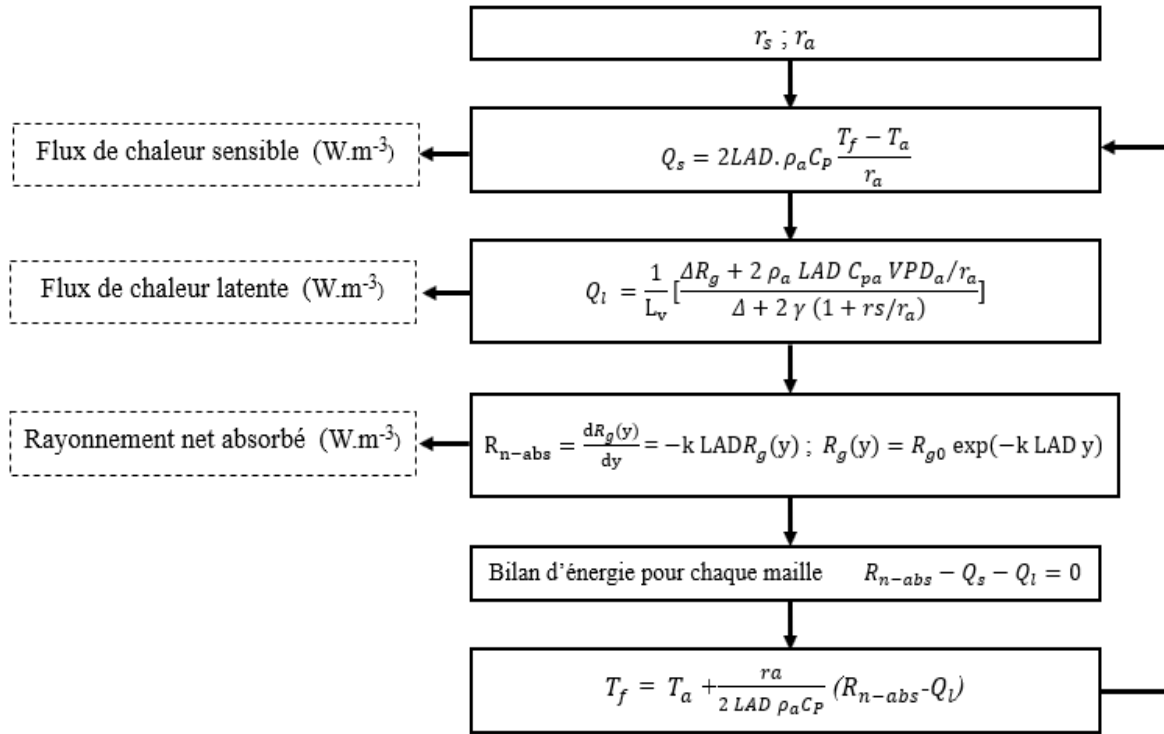 r_s ; r_a
Flux de chaleur sensible (W.m⁻³)
Q_s = 2LAD. ρ_a C_P (T_f − T_a)/r_a
Flux de chaleur latente (W.m⁻³)
Q_l = 1/L_v [(ΔR_g + 2 ρ_a LAD C_pa VPD_a/r_a)/(Δ + 2 γ (1 + rs/r_a))]
Rayonnement net absorbé (W.m⁻³)
R_n−abs = dR_g(y)/dy = −k LADR_g(y) ; R_g(y) = R_g0 exp(−k LAD y)
Bilan d’énergie pour chaque maille R_n−abs − Q_s − Q_l = 0
T_f = T_a + ra/(2 LAD ρ_a C_P) (R_n−abs-Q_l)